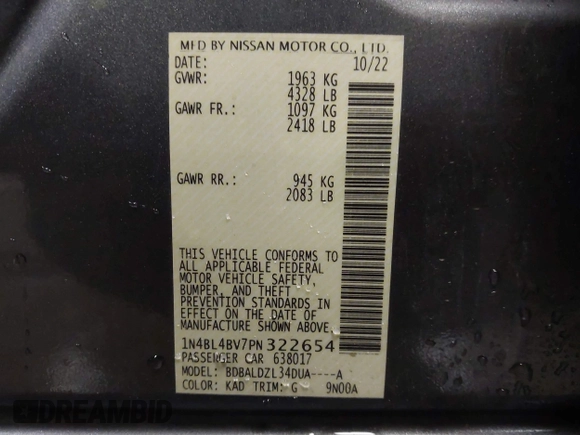 MFD BY NISSAN MOTOR CO., LTD.
DATE: 10/22
GVWR: 1963 KG
4328 LB
GAWR FR.: 1097 KG
2418 LB
GAWR RR.: 945 KG
2083 LB
THIS VEHICLE CONFORMS TO
ALL APPLICABLE FEDERAL
MOTOR VEHICLE SAFETY,
BUMPER, AND THEFT
PREVENTION STANDARDS IN
EFFECT ON THE DATE OF
MANUFACTURE SHOWN ABOVE.
1N4BL4BV7PN322654
PASSENGER CAR 638017
MODEL: BDBALDZL34DUA----A
COLOR: KAD TRIM: G 9N00A
DREAMBID